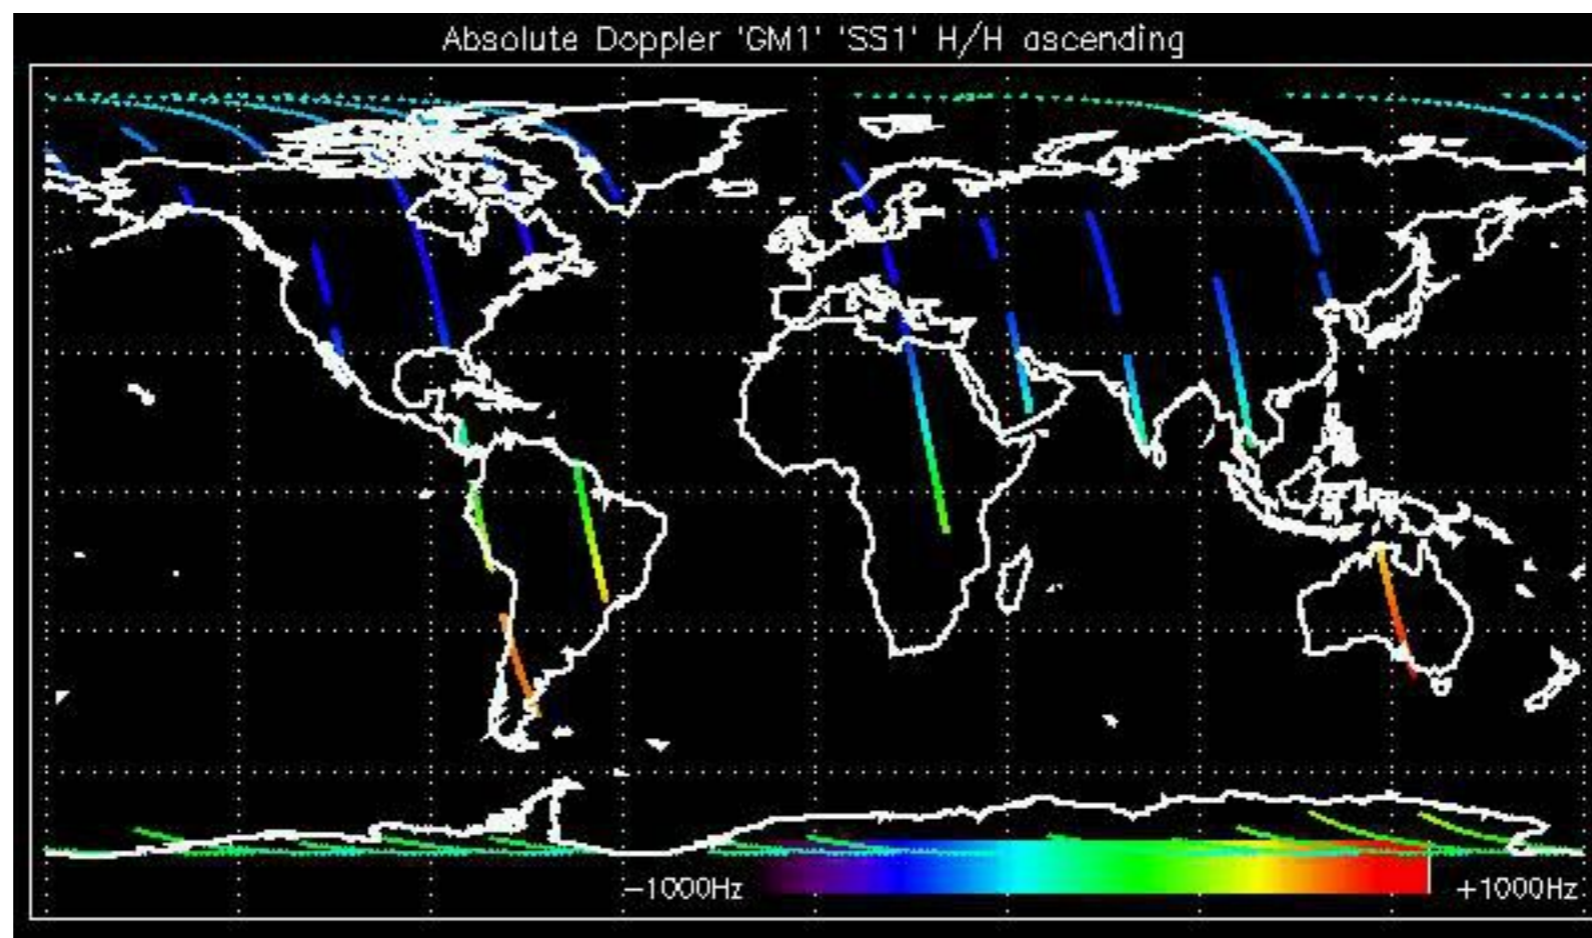 Absolute Doppler 'GM1' 'SS1' H/H ascending
−1000Hz
+1000Hz